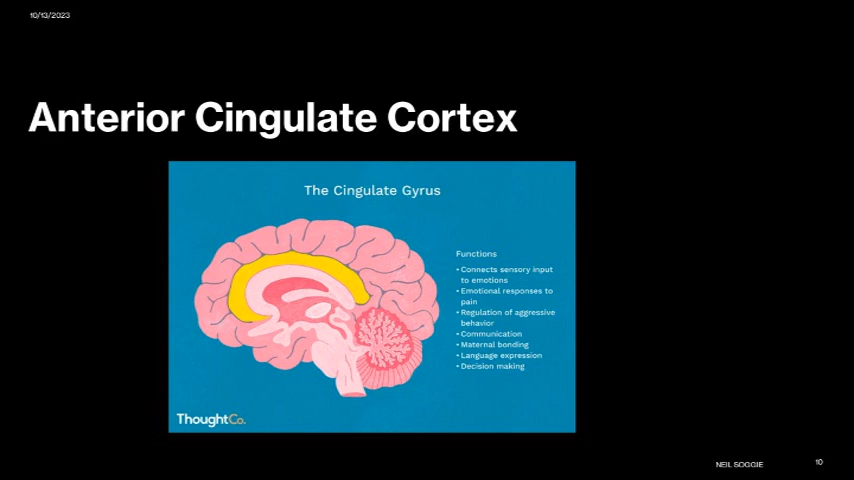 10/13/2023
Anterior Cingulate Cortex
The Cingulate Gyrus
Functions
• Connects sensory input
to emotions
• Emotional responses to
pain
• Regulation of aggressive
behavior
• Communication
• Maternal bonding
• Language expression
• Decision making
ThoughtCo.
NEIL SOGGIE
10